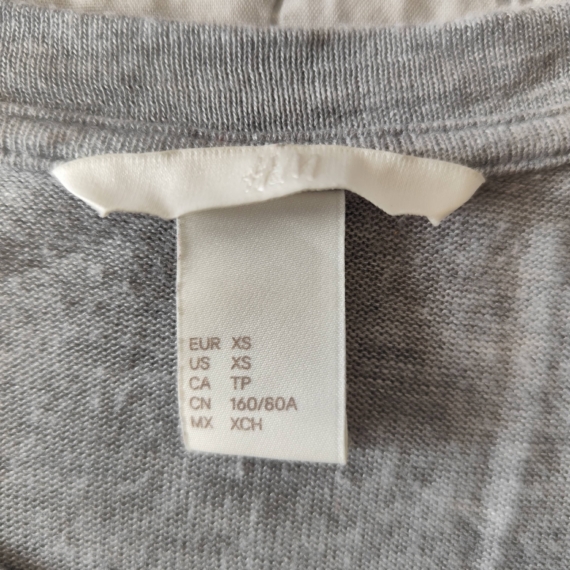 H&M
EUR XS
US XS
CA TP
CN 160/80A
MX XCH